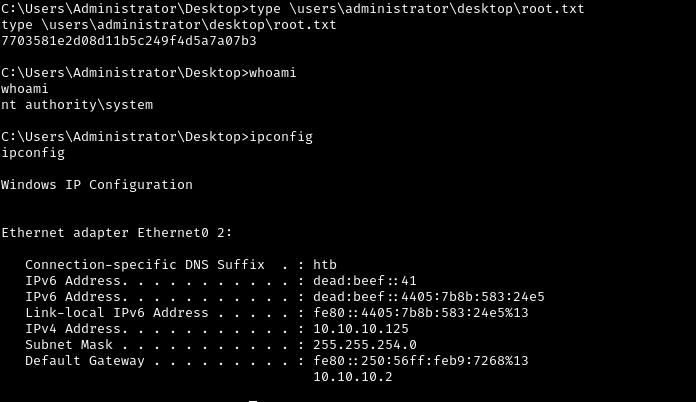 C:\Users\Administrator\Desktop>type \users\administrator\desktop\root.txt
type \users\administrator\desktop\root.txt
7703581e2d08d11b5c249f4d5a7a07b3
C:\Users\Administrator\Desktop>whoami
whoami
nt authority\system
C:\Users\Administrator\Desktop>ipconfig
ipconfig
Windows IP Configuration
Ethernet adapter Ethernet0 2:
Connection-specific DNS Suffix  . : htb
IPv6 Address. . . . . . . . . . . : dead:beef::41
IPv6 Address. . . . . . . . . . . : dead:beef::4405:7b8b:583:24e5
Link-local IPv6 Address . . . . . : fe80::4405:7b8b:583:24e5%13
IPv4 Address. . . . . . . . . . . : 10.10.10.125
Subnet Mask . . . . . . . . . . . : 255.255.254.0
Default Gateway . . . . . . . . . : fe80::250:56ff:feb9:7268%13
10.10.10.2